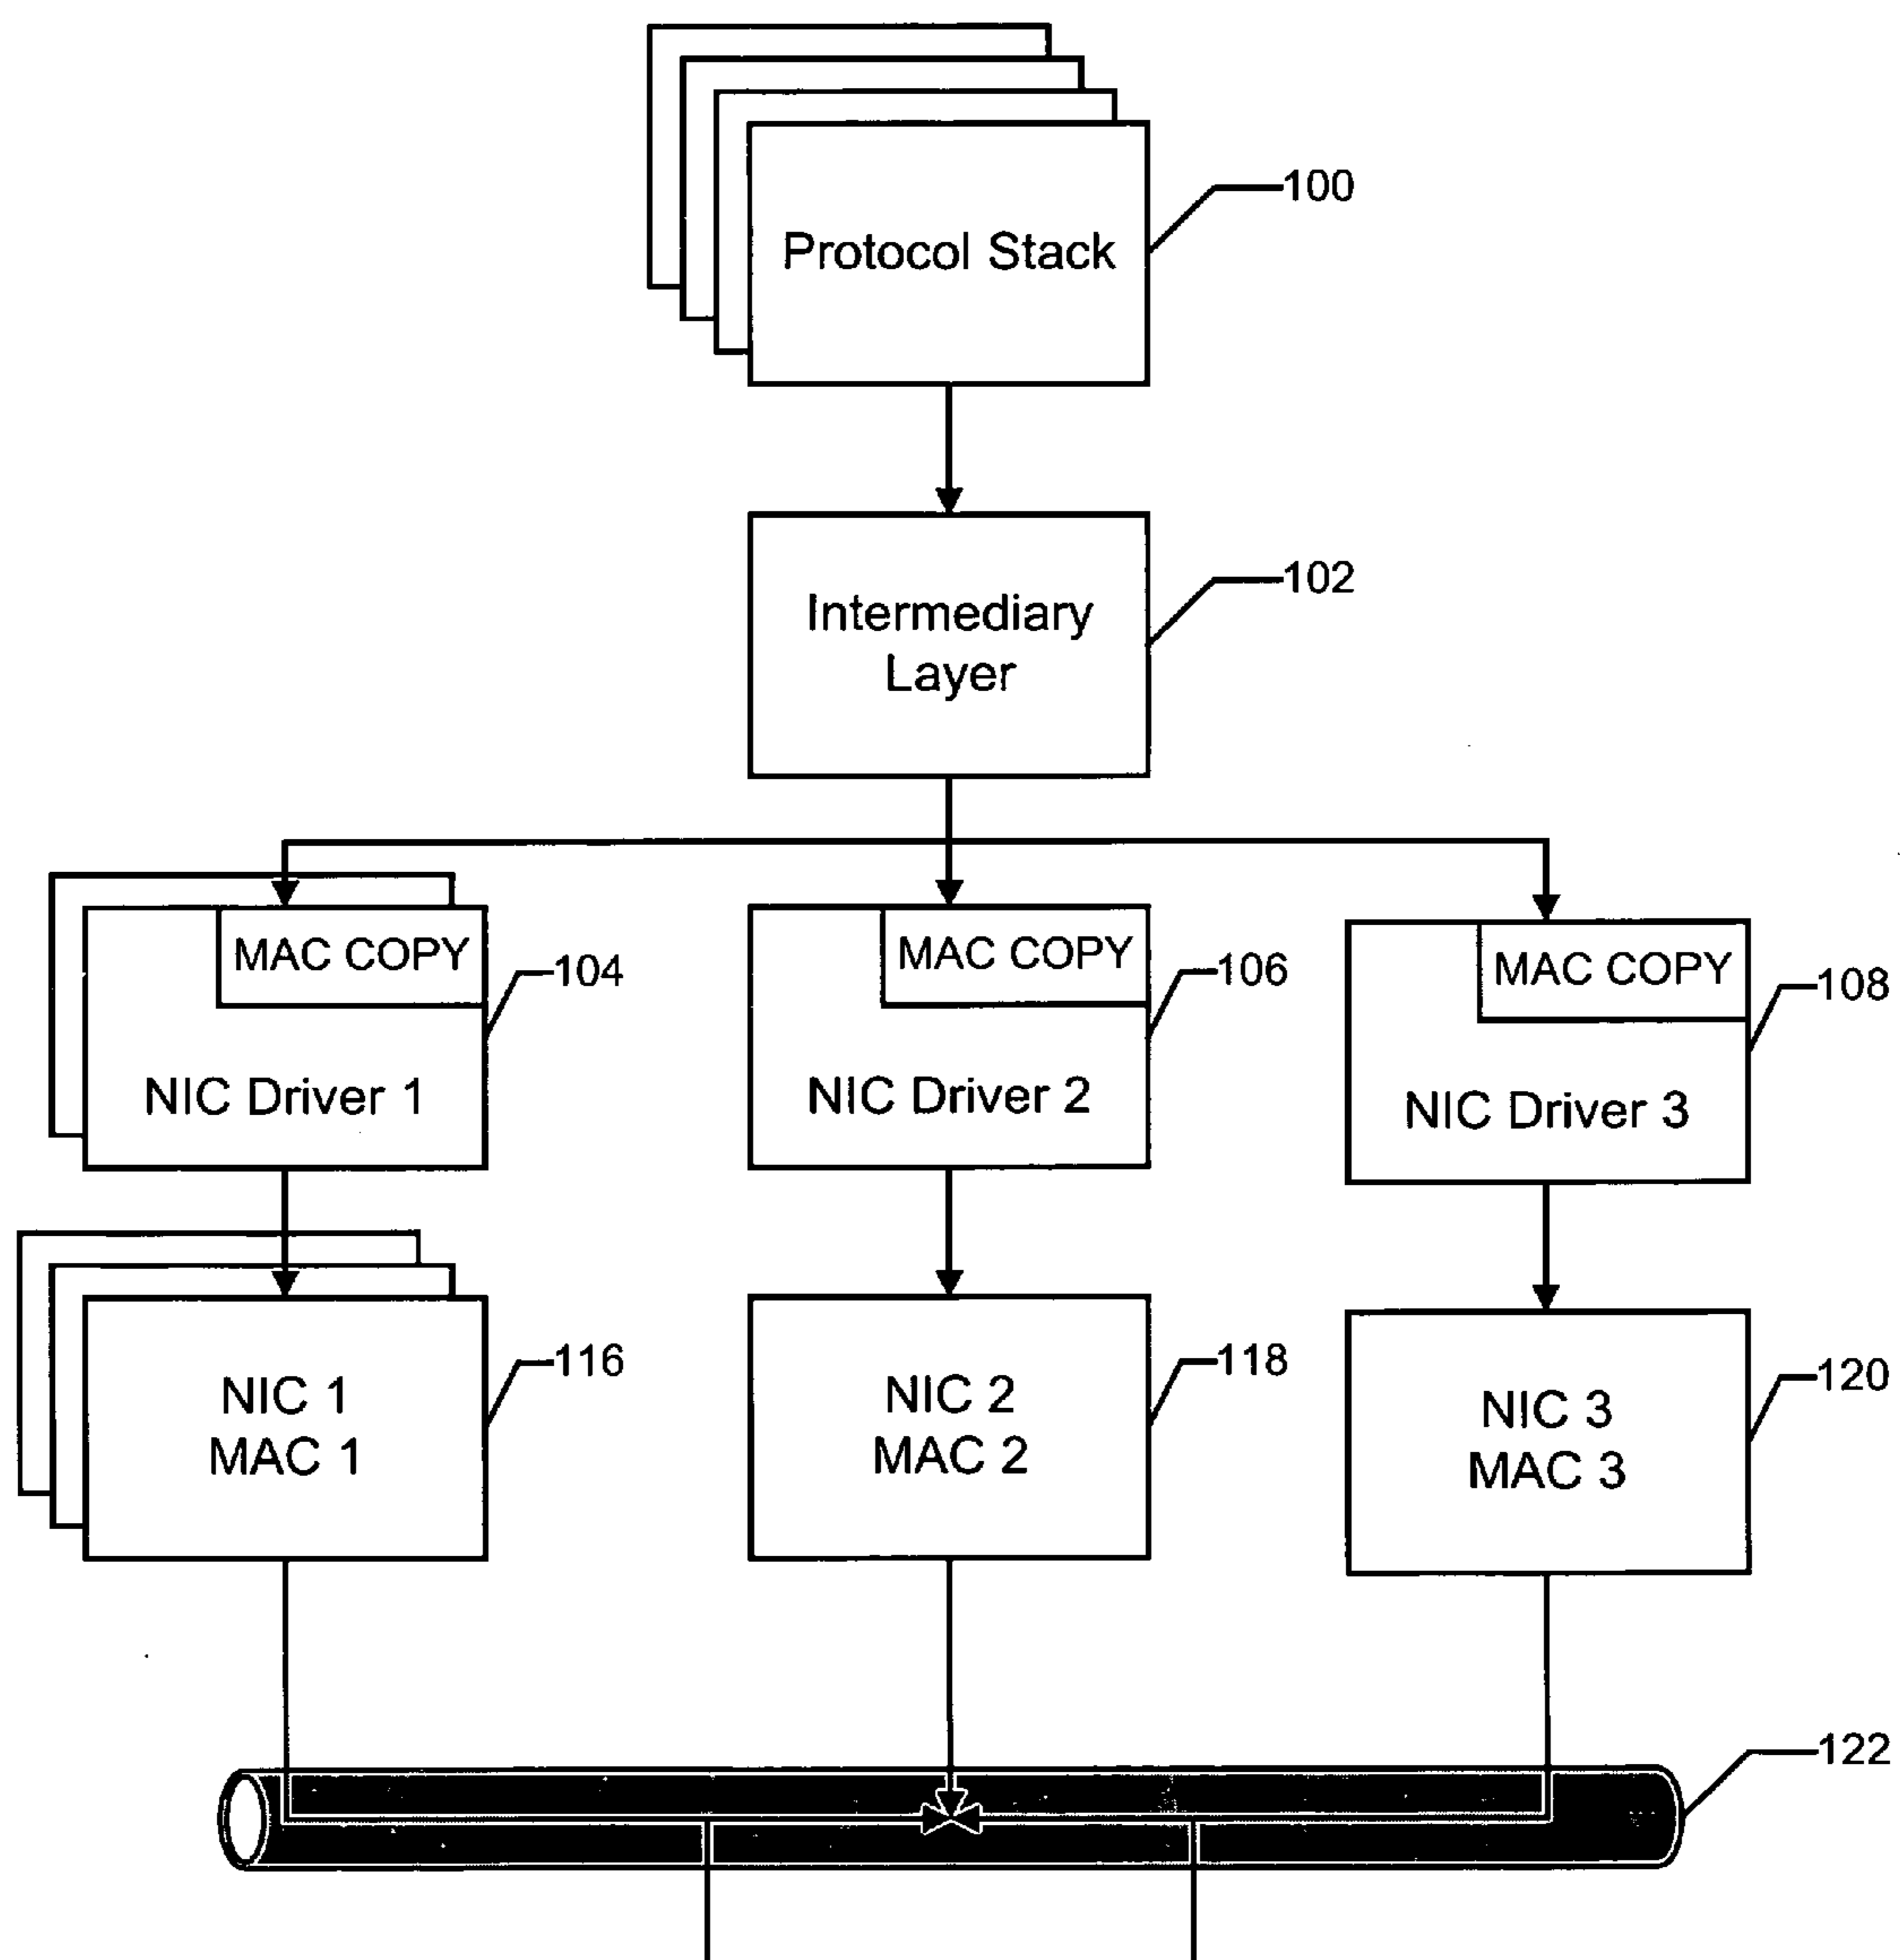 100
Protocol Stack
102
Intermediary
Layer
MAC COPY
104
NIC Driver 1
MAC COPY
106
NIC Driver 2
MAC COPY
108
NIC Driver 3
116
NIC 1
MAC 1
118
NIC 2
MAC 2
120
NIC 3
MAC 3
122